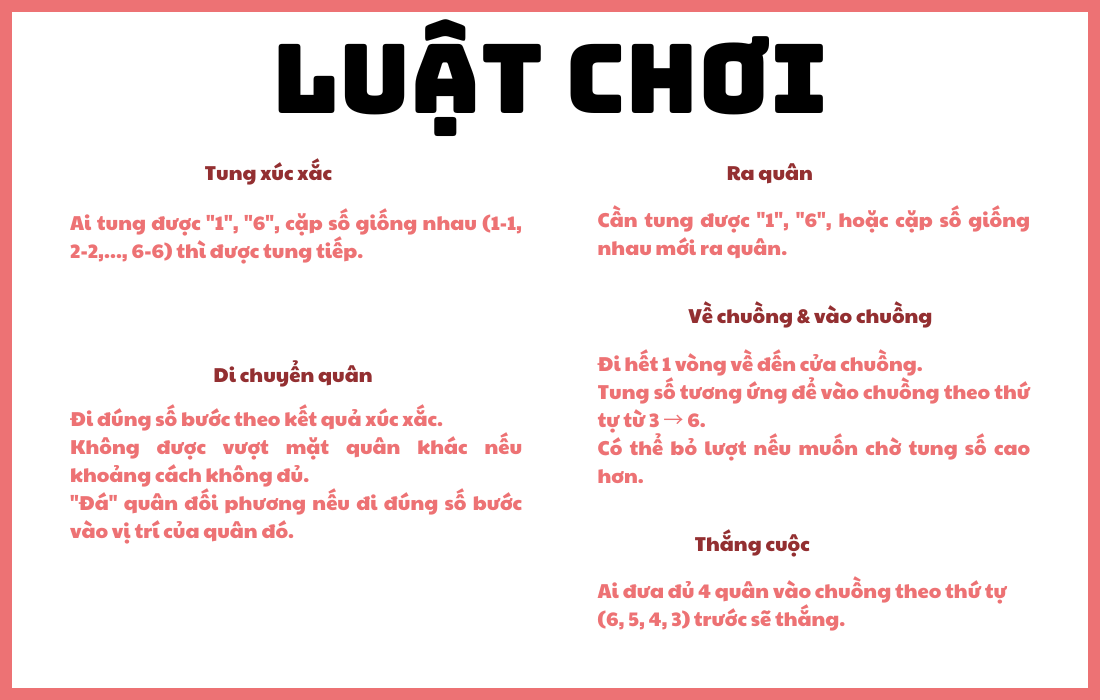 LUẬT CHƠI
Tung xúc xắc
Ai tung được "1", "6", cặp số giống nhau (1-1,
2-2,..., 6-6) thì được tung tiếp.
Di chuyển quân
Đi đúng số bước theo kết quả xúc xắc.
Không được vượt mặt quân khác nếu
khoảng cách không đủ.
"Đá" quân đối phương nếu đi đúng số bước
vào vị trí của quân đó.
Ra quân
Cần tung được "1", "6", hoặc cặp số giống
nhau mới ra quân.
Về chuồng & vào chuồng
Đi hết 1 vòng về đến cửa chuồng.
Tung số tương ứng để vào chuồng theo thứ
tự từ 3 → 6.
Có thể bỏ lượt nếu muốn chờ tung số cao
hơn.
Thắng cuộc
Ai đưa đủ 4 quân vào chuồng theo thứ tự
(6, 5, 4, 3) trước sẽ thắng.